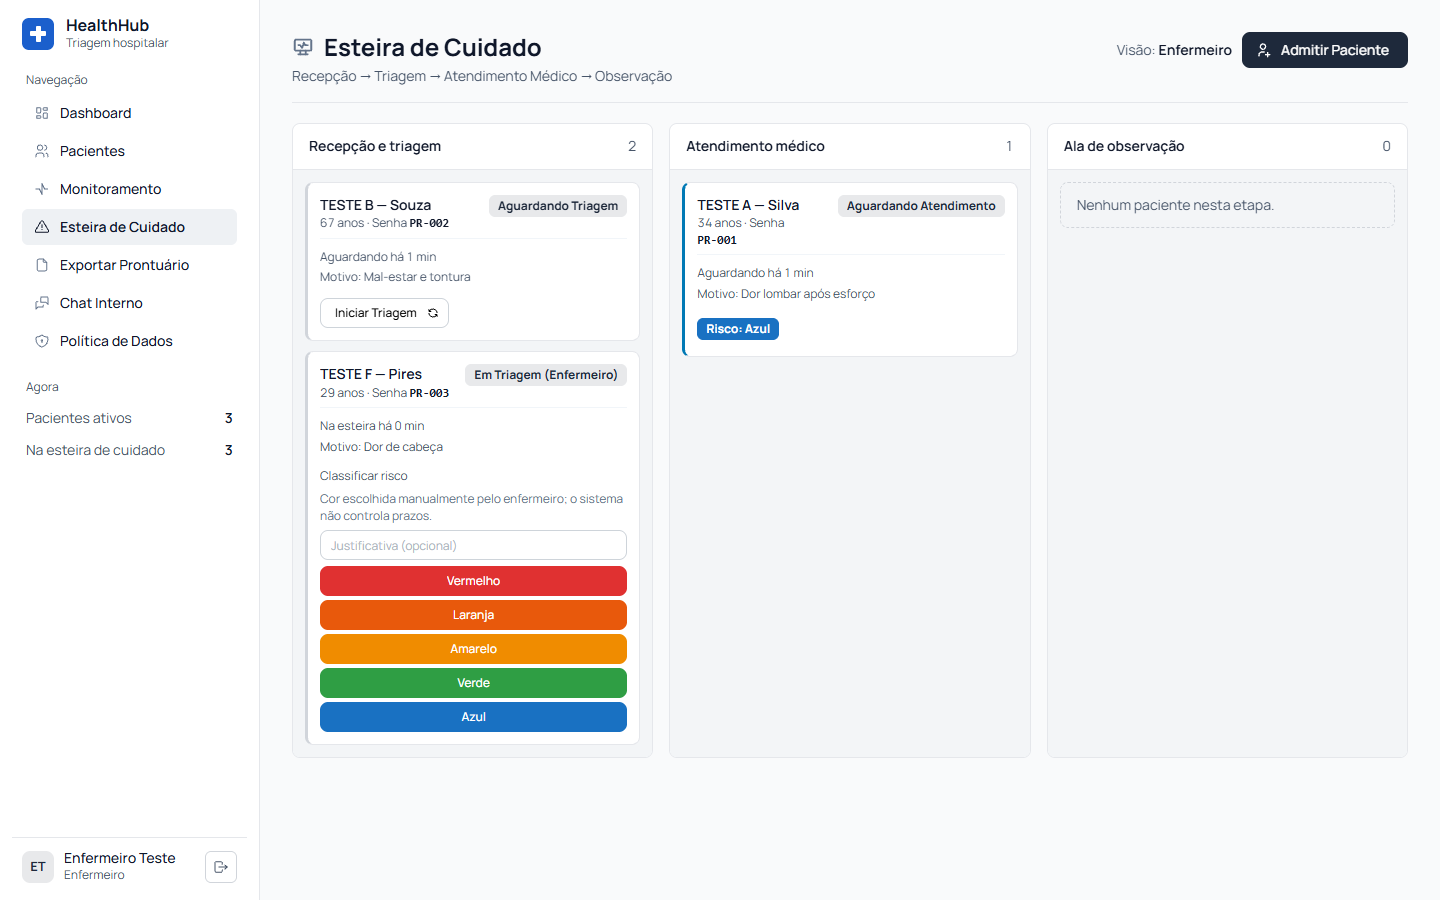 HealthHub
Triagem hospitalar
Navegação
Dashboard
Pacientes
Monitoramento
Esteira de Cuidado
Exportar Prontuário
Chat Interno
Política de Dados
Agora
Pacientes ativos 3
Na esteira de cuidado 3
ET
Enfermeiro Teste
Enfermeiro
Esteira de Cuidado
Recepção → Triagem → Atendimento Médico → Observação
Visão: Enfermeiro
Admitir Paciente
Recepção e triagem 2
TESTE B — Souza
Aguardando Triagem
67 anos · Senha PR-002
Aguardando há 1 min
Motivo: Mal-estar e tontura
Iniciar Triagem
TESTE F — Pires
Em Triagem (Enfermeiro)
29 anos · Senha PR-003
Na esteira há 0 min
Motivo: Dor de cabeça
Classificar risco
Cor escolhida manualmente pelo enfermeiro; o sistema
não controla prazos.
Justificativa (opcional)
Vermelho
Laranja
Amarelo
Verde
Azul
Atendimento médico 1
TESTE A — Silva
Aguardando Atendimento
34 anos · Senha
PR-001
Aguardando há 1 min
Motivo: Dor lombar após esforço
Risco: Azul
Ala de observação 0
Nenhum paciente nesta etapa.